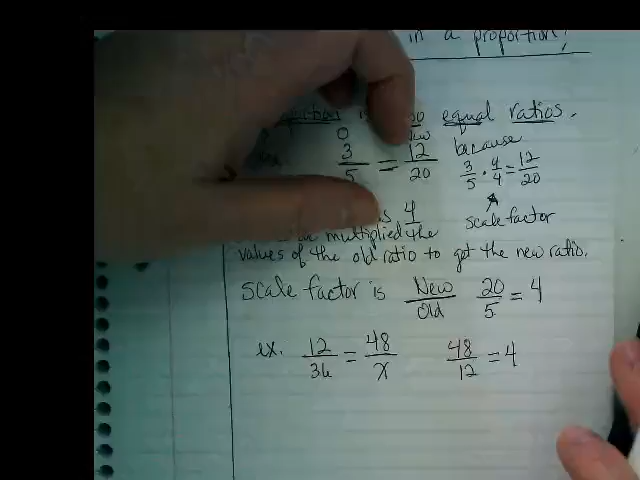 in a proportion?
equal ratios.
3/5 = 12/20 because 3/5 · 4/4 = 12/20
4 scale factor
multiplied the
values of the old ratio to get the new ratio.
Scale factor is New/Old 20/5 = 4
ex. 12/36 = 48/x 48/12 = 4